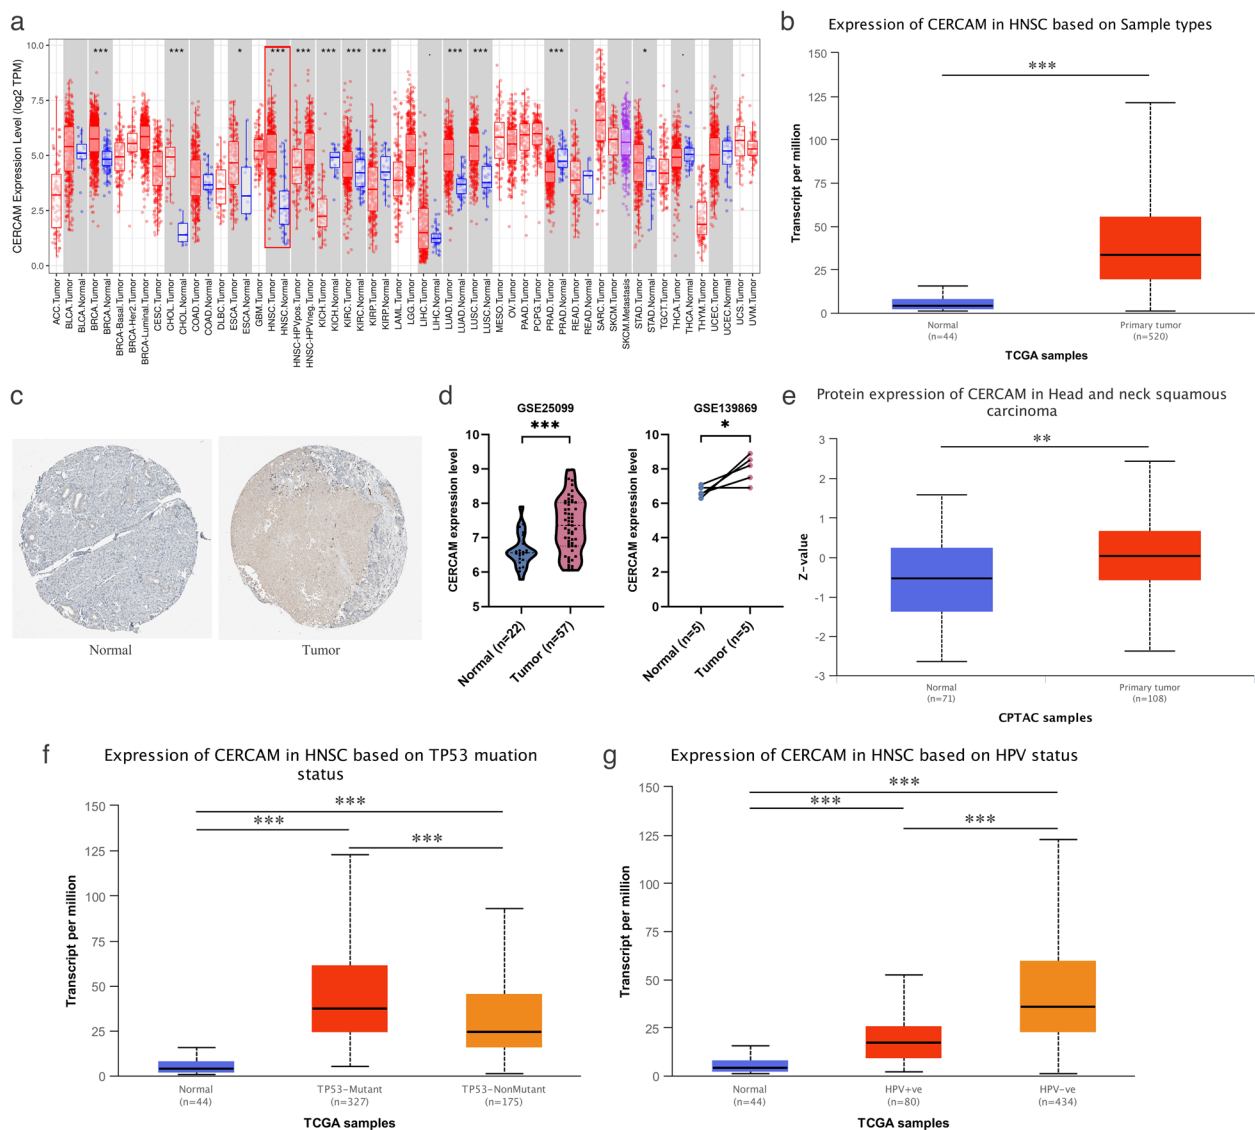 a
CERCAM Expression Level (log2 TPM)
10.0
7.5
5.0
2.5
0.0
*** *** * *** *** *** *** *** . *** *** *** * .
ACC.Tumor
BLCA.Tumor
BLCA.Normal
BRCA.Tumor
BRCA.Normal
BRCA-Basal.Tumor
BRCA-Her2.Tumor
BRCA-Luminal.Tumor
CESC.Tumor
CHOL.Tumor
CHOL.Normal
COAD.Tumor
COAD.Normal
DLBC.Tumor
ESCA.Tumor
ESCA.Normal
GBM.Tumor
HNSC.Tumor
HNSC.Normal
HNSC-HPVpos.Tumor
HNSC-HPVneg.Tumor
KICH.Tumor
KICH.Normal
KIRC.Tumor
KIRC.Normal
KIRP.Tumor
KIRP.Normal
LAML.Tumor
LGG.Tumor
LIHC.Tumor
LIHC.Normal
LUAD.Tumor
LUAD.Normal
LUSC.Tumor
LUSC.Normal
MESO.Tumor
OV.Tumor
PAAD.Tumor
PCPG.Tumor
PRAD.Tumor
PRAD.Normal
READ.Tumor
READ.Normal
SARC.Tumor
SKCM.Tumor
SKCM.Metastasis
STAD.Tumor
STAD.Normal
TGCT.Tumor
THCA.Tumor
THCA.Normal
THYM.Tumor
UCEC.Tumor
UCEC.Normal
UCS.Tumor
UVM.Tumor
b
Expression of CERCAM in HNSC based on Sample types
Transcript per million
150
125
100
75
50
25
0
***
Normal
(n=44)
Primary tumor
(n=520)
TCGA samples
c
Normal
Tumor
d
GSE25099
***
CERCAM expression level
10
9
8
7
6
5
Normal (n=22)
Tumor (n=57)
GSE139869
*
CERCAM expression level
10
8
6
4
2
0
Normal (n=5)
Tumor (n=5)
e
Protein expression of CERCAM in Head and neck squamous
carcinoma
Z-value
3
2
1
0
-1
-2
-3
**
Normal
(n=71)
Primary tumor
(n=108)
CPTAC samples
f
Expression of CERCAM in HNSC based on TP53 muation
status
Transcript per million
150
125
100
75
50
25
0
***
***
***
Normal
(n=44)
TP53-Mutant
(n=327)
TP53-NonMutant
(n=175)
TCGA samples
g
Expression of CERCAM in HNSC based on HPV status
Transcript per million
150
125
100
75
50
25
0
***
***
***
Normal
(n=44)
HPV+ve
(n=80)
HPV-ve
(n=434)
TCGA samples